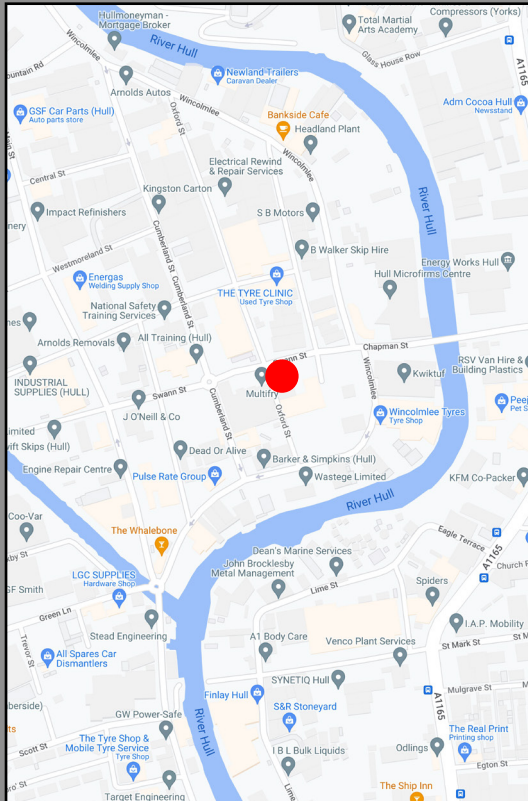 Hullmoneyman -
Mortgage Broker
Total Martial
Arts Academy
Compressors (Yorks)
River Hull
Glass House Row
Wincolmlee
Newland Trailers
Caravan Dealer
A1165
Arnolds Autos
Wincolmlee
GSF Car Parts (Hull)
Auto parts store
Oxford St
Bankside Cafe
Headland Plant
Adm Cocoa Hull
Newsstand
Electrical Rewind
& Repair Services
Wincolmlee
Central St
Kingston Carton
River Hull
Impact Refinishers
S B Motors
Cumberland St
Westmoreland St
B Walker Skip Hire
Energy Works Hull
Energas
Welding Supply Shop
Cumberland St
THE TYRE CLINIC
Used Tyre Shop
Hull Microfirms Centre
National Safety
Training Services
Arnolds Removals
All Training (Hull)
Chapman St
INDUSTRIAL
SUPPLIES (HULL)
Swann St
Multifry
Wincolmlee
Kwiktuf
RSV Van Hire &
Building Plastics
J O'Neill & Co
Cumberland St
Oxford St
Wincolmlee Tyres
Tyre Shop
Dead Or Alive
Barker & Simpkins (Hull)
Engine Repair Centre
Pulse Rate Group
Wastege Limited
KFM Co-Packer
River Hull
Coo-Var
The Whalebone
Eagle Terrace
A1165
Dean's Marine Services
John Brocklesby
Metal Management
LGC SUPPLIES
Hardware Shop
Lime St
Spiders
Green Ln
Stead Engineering
I.A.P. Mobility
Trevor St
A1 Body Care
Venco Plant Services
St Mark St
All Spares Car
Dismantlers
SYNETIQ Hull
Finlay Hull
Mulgrave St
S&R Stoneyard
A1165
GW Power-Safe
River Hull
Scott St
The Tyre Shop &
Mobile Tyre Service
Tyre Shop
I B L Bulk Liquids
Odlings
The Real Print
Printing shop
Egton St
Target Engineering
Lime
The Ship Inn